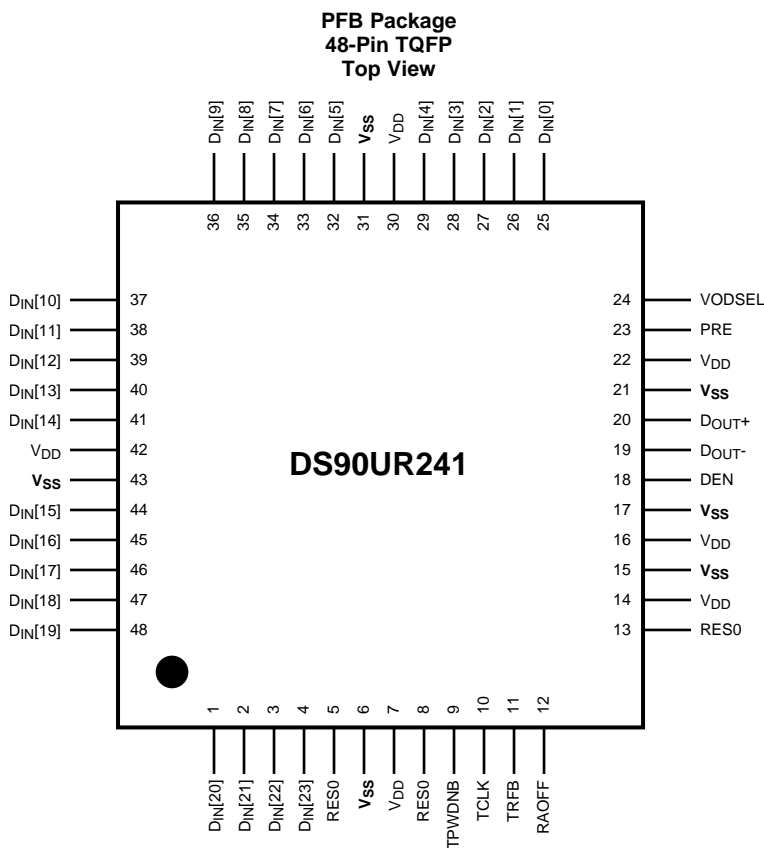 PFB Package
48-Pin TQFP
Top View
DIN[9]
DIN[8]
DIN[7]
DIN[6]
DIN[5]
VSS
VDD
DIN[4]
DIN[3]
DIN[2]
DIN[1]
DIN[0]
36
35
34
33
32
31
30
29
28
27
26
25
DIN[10] 37
DIN[11] 38
DIN[12] 39
DIN[13] 40
DIN[14] 41
VDD 42
VSS 43
DIN[15] 44
DIN[16] 45
DIN[17] 46
DIN[18] 47
DIN[19] 48
DS90UR241
24 VODSEL
23 PRE
22 VDD
21 VSS
20 DOUT+
19 DOUT-
18 DEN
17 VSS
16 VDD
15 VSS
14 VDD
13 RES0
1
2
3
4
5
6
7
8
9
10
11
12
DIN[20]
DIN[21]
DIN[22]
DIN[23]
RES0
VSS
VDD
RES0
TPWDNB
TCLK
TRFB
RAOFF